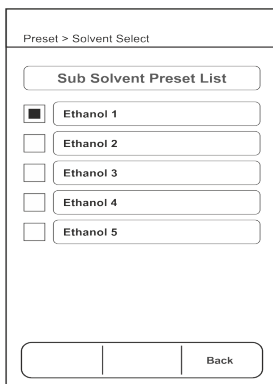 Preset > Solvent Select
Sub Solvent Preset List
Ethanol 1
Ethanol 2
Ethanol 3
Ethanol 4
Ethanol 5
Back